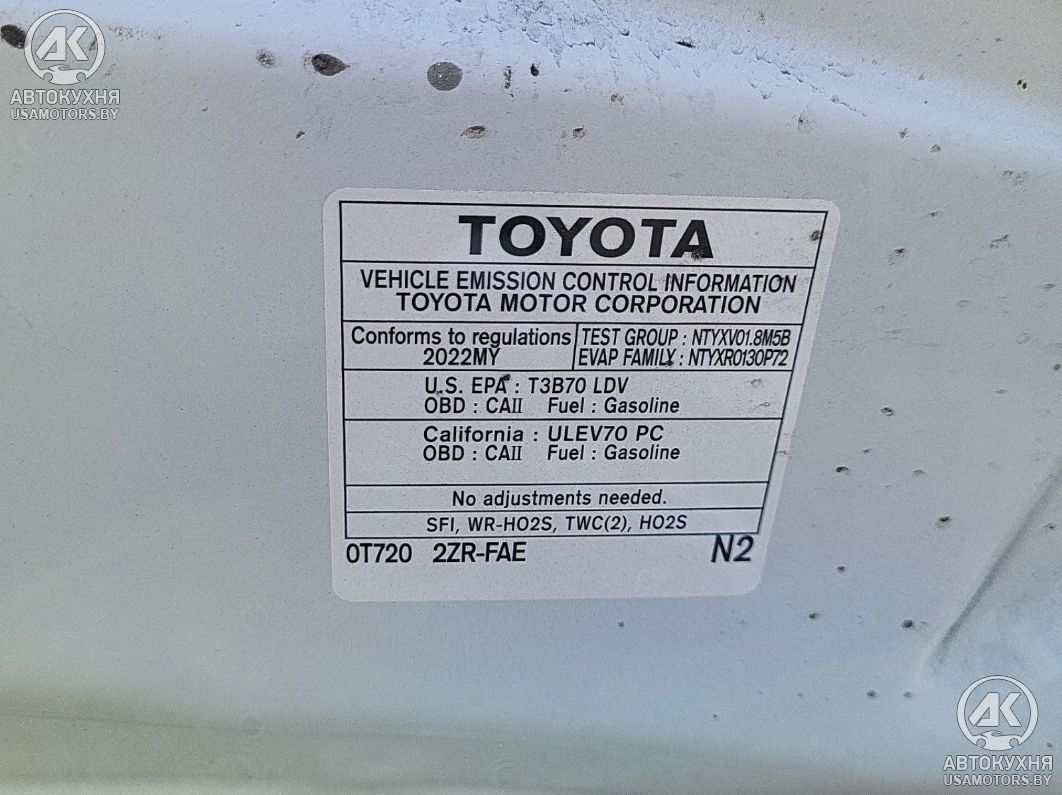 AK
АВТОКУХНЯ
USAMOTORS.BY
TOYOTA
VEHICLE EMISSION CONTROL INFORMATION
TOYOTA MOTOR CORPORATION
Conforms to regulations
2022MY
TEST GROUP : NTYXV01.8M5B
EVAP FAMILY : NTYXR0130P72
U.S. EPA : T3B70 LDV
OBD : CAII Fuel : Gasoline
California : ULEV70 PC
OBD : CAII Fuel : Gasoline
No adjustments needed.
SFI, WR-HO2S, TWC(2), HO2S
0T720 2ZR-FAE N2
AK
АВТОКУХНЯ
USAMOTORS.BY